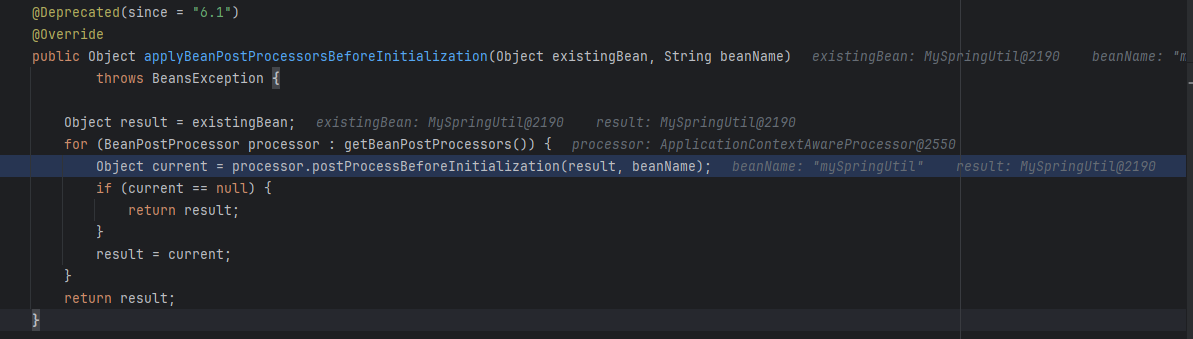 @Deprecated(since = "6.1")
@Override
public Object applyBeanPostProcessorsBeforeInitialization(Object existingBean, String beanName)   existingBean: MySpringUtil@2190    beanName: "m
        throws BeansException {
    Object result = existingBean;   existingBean: MySpringUtil@2190    result: MySpringUtil@2190
    for (BeanPostProcessor processor : getBeanPostProcessors()) {   processor: ApplicationContextAwareProcessor@2550
        Object current = processor.postProcessBeforeInitialization(result, beanName);   beanName: "mySpringUtil"    result: MySpringUtil@2190
        if (current == null) {
            return result;
        }
        result = current;
    }
    return result;
}